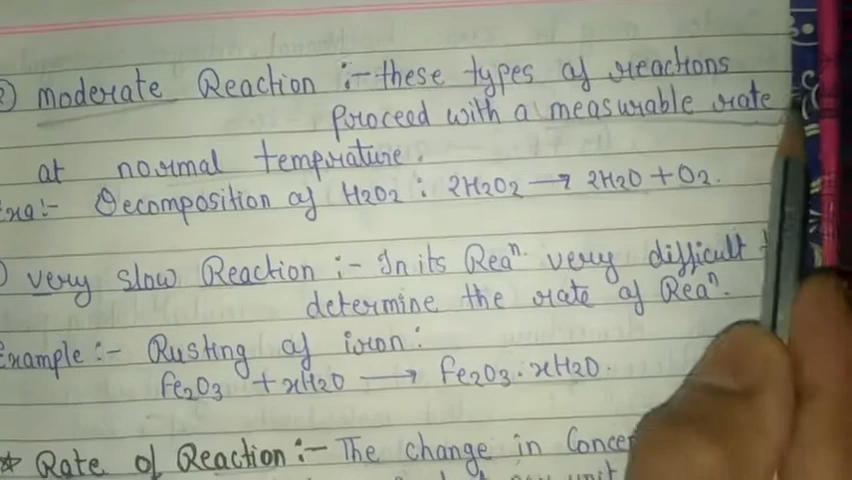 moderate Reaction :- these types of reactions
proceed with a measurable rate
at normal temprature.
Exa:- Decomposition of H2O2 : 2H2O2 → 2H2O + O2.
very slow Reaction :- In its Reaⁿ. very difficult
determine the rate of Reaⁿ.
Example :- Rusting of iron :
Fe2O3 + xH2O → Fe2O3.xH2O.
* Rate of Reaction :- The change in
unit